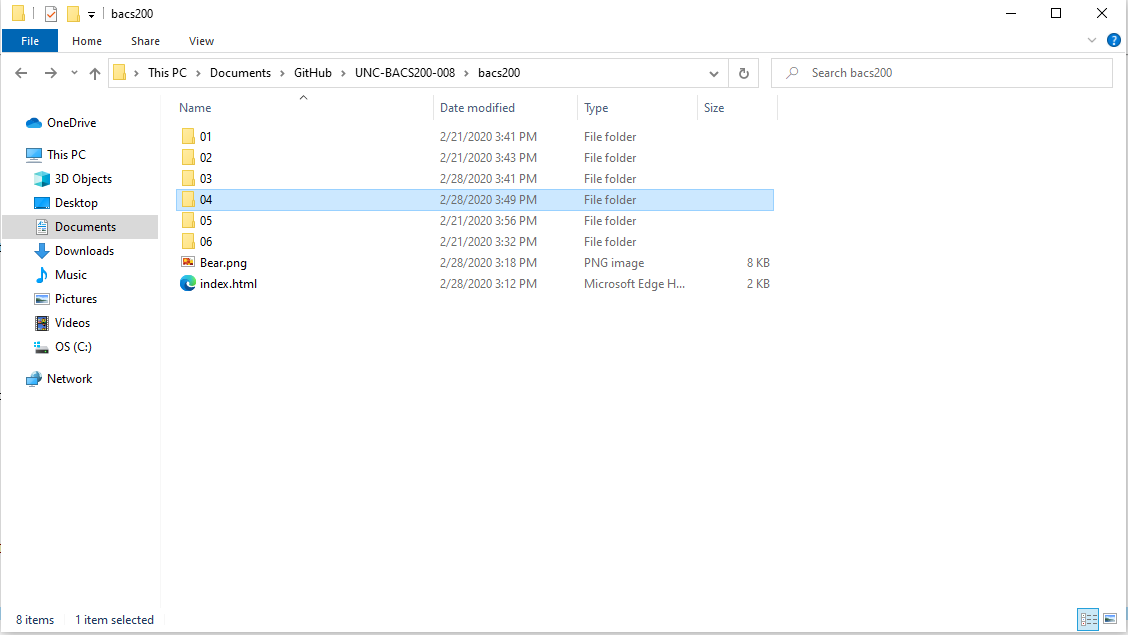 bacs200
File Home Share View
This PC Documents GitHub UNC-BACS200-008 bacs200 Search bacs200
Name Date modified Type Size
OneDrive
This PC
3D Objects
Desktop
Documents
Downloads
Music
Pictures
Videos
OS (C:)
Network
01 2/21/2020 3:41 PM File folder
02 2/21/2020 3:43 PM File folder
03 2/28/2020 3:41 PM File folder
04 2/28/2020 3:49 PM File folder
05 2/21/2020 3:56 PM File folder
06 2/21/2020 3:32 PM File folder
Bear.png 2/28/2020 3:18 PM PNG image 8 KB
index.html 2/28/2020 3:12 PM Microsoft Edge H... 2 KB
8 items 1 item selected